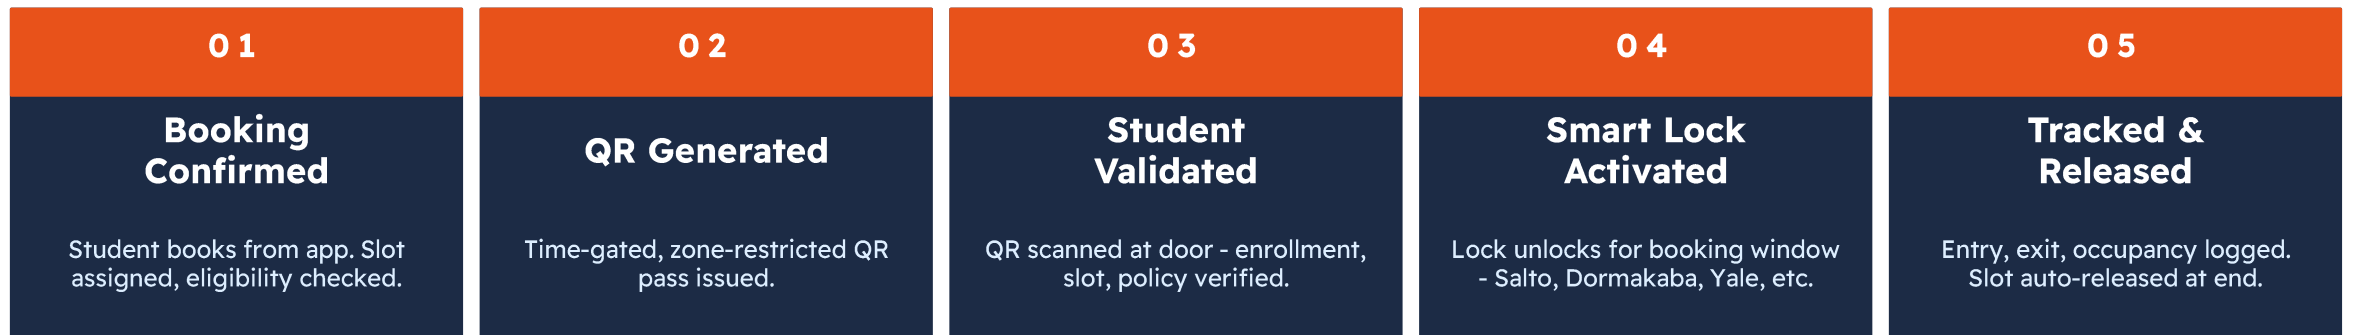 01
Booking
Confirmed
Student books from app. Slot
assigned, eligibility checked.
02
QR Generated
Time-gated, zone-restricted QR
pass issued.
03
Student
Validated
QR scanned at door - enrollment,
slot, policy verified.
04
Smart Lock
Activated
Lock unlocks for booking window
- Salto, Dormakaba, Yale, etc.
05
Tracked &
Released
Entry, exit, occupancy logged.
Slot auto-released at end.